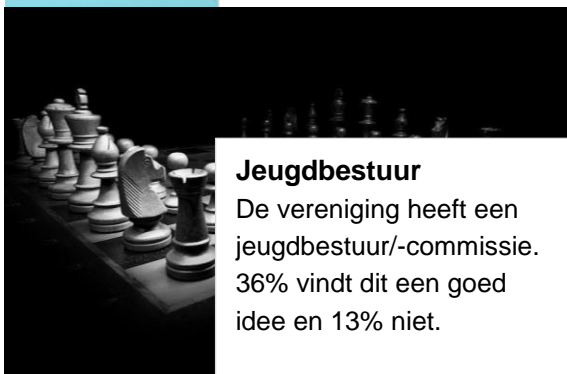 Jeugdbestuur
De vereniging heeft een
jeugdbestuur/-commissie.
36% vindt dit een goed
idee en 13% niet.